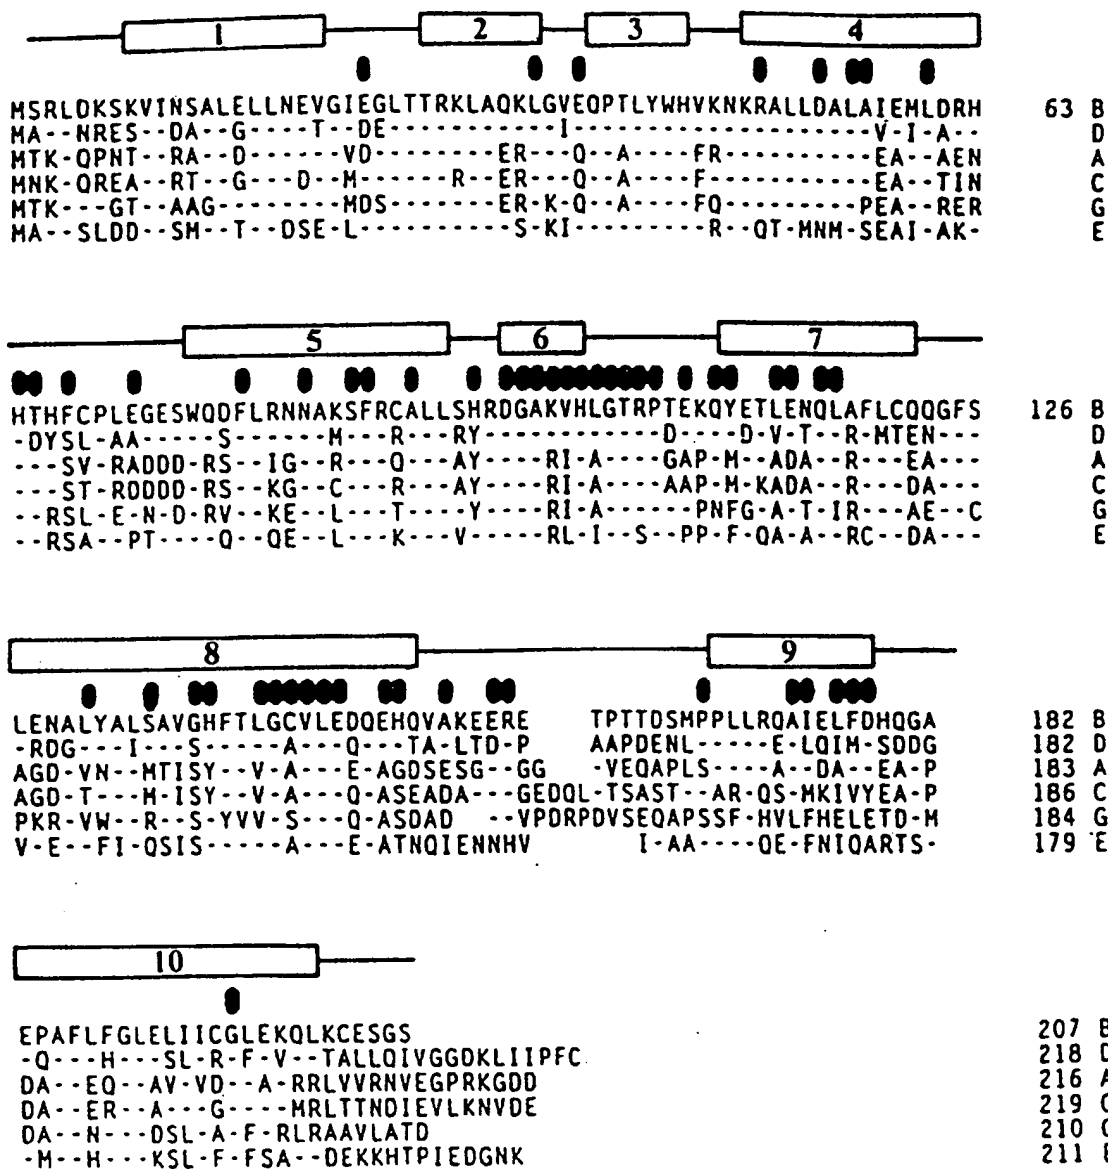 1 2 3 4
MSRLDKSKVINSALELLNEVGIEGLTTRKLAQKLGVEQPTLYWHVKNKRALLDALAIEMLDRH 63 B
MA--NRES--DA--G----T--DE-----------I--------------------V-I-A-- D
MTK-QPNT--RA--D------VD--------ER--Q--A----FR---------EA--AEN A
MNK-QREA--RT--G---D--M------R--ER--Q--A----F----------EA--TIN C
MTK---GT--AAG--------MDS-------ER-K-Q--A----FQ---------PEA--RER G
MA--SLDD--SM--T--DSE-L----------S-KI---------R--QT-MNM-SEAI-AK- E
5 6 7
HTHFCPLEGESWQDFLRNNAKSFRCALLSHRDGAKVHLGTRPTEKQYETLENQLAFLCQQGFS 126 B
-DYSL-AA-----S------M---R---RY------------D----D-V-T--R-MTEN--- D
---SV-RADDD-RS--IG--R---Q---AY----RI-A----GAP-M--ADA--R---EA--- A
---ST-RDDDD-RS--KG--C---R---AY----RI-A----AAP-M-KADA--R---DA--- C
--RSL-E-N-D-RV--KE--L---T----Y----RI-A-----PNFG-A-T-IR---AE--C G
--RSA--PT----Q--QE--L---K---V-----RL-I--S--PP-F-QA-A--RC--DA--- E
8 9
LENALYALSAVGHFTLGCVLEDQEHQVAKEERE TPTTDSMPPLLRQAIELFDHQGA 182 B
-RDG---I---S-----A---Q---TA-LTD-P AAPDENL-----E-LQIM-SDDG 182 D
AGD-VN--MTISY--V-A---E-AGDSESG--GG -VEQAPLS----A--DA--EA-P 183 A
AGD-T---M-ISY--V-A---Q-ASEADA---GEDQL-TSAST--AR-QS-MKIVYEA-P 186 C
PKR-VW--R--S-YVV-S---Q-ASDAD --VPDRPDVSEQAPSSF-HVLFHELETD-M 184 G
V-E--FI-QSIS-----A---E-ATNQIENNHV I-AA----QE-FNIQARTS- 179 E
10
EPAFLFGLELIICGLEKQLKCESGS 207 B
-Q---H---SL-R-F-V--TALLQIVGGDKLIIPFC 218 D
DA--EQ--AV-VD--A-RRLVVRNVEGPRKGDD 216 A
DA--ER--A---G----MRLTTNDIEVLKNVDE 219 C
DA--N---DSL-A-F-RLRAAVLATD 210 G
-M--H---KSL-F-FSA--DEKKHTPIEDGNK 211 E